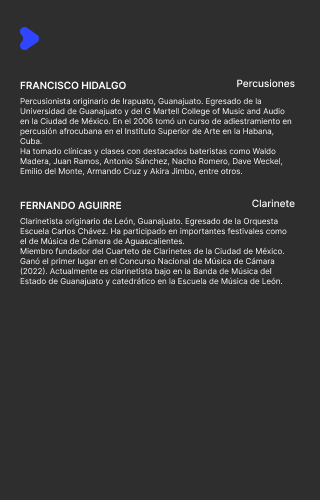 FRANCISCO HIDALGO
Percusiones
Percusionista originario de Irapuato, Guanajuato. Egresado de la
Universidad de Guanajuato y del G Martell College of Music and Audio
en la Ciudad de México. En el 2006 tomó un curso de adiestramiento en
percusión afrocubana en el Instituto Superior de Arte en la Habana,
Cuba.
Ha tomado clínicas y clases con destacados bateristas como Waldo
Madera, Juan Ramos, Antonio Sánchez, Nacho Romero, Dave Weckel,
Emilio del Monte, Armando Cruz y Akira Jimbo, entre otros.
FERNANDO AGUIRRE
Clarinete
Clarinetista originario de León, Guanajuato. Egresado de la Orquesta
Escuela Carlos Chávez. Ha participado en importantes festivales como
el de Música de Cámara de Aguascalientes.
Miembro fundador del Cuarteto de Clarinetes de la Ciudad de México.
Ganó el primer lugar en el Concurso Nacional de Música de Cámara
(2022). Actualmente es clarinetista bajo en la Banda de Música del
Estado de Guanajuato y catedrático en la Escuela de Música de León.